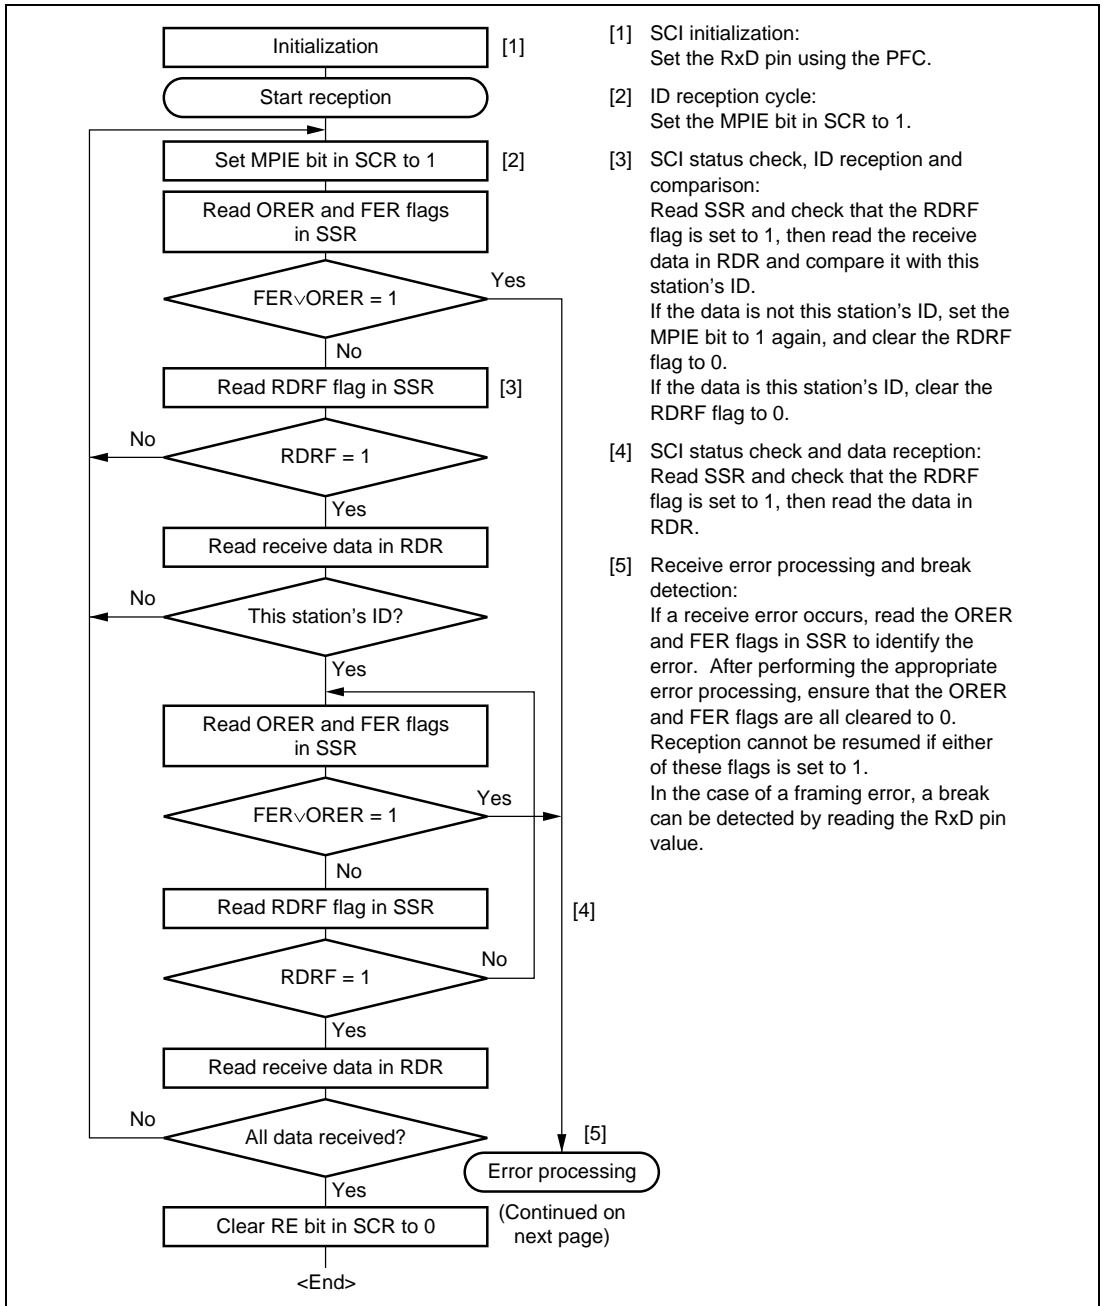 Initialization
[1]
Start reception
Set MPIE bit in SCR to 1
[2]
Read ORER and FER flags
in SSR
FER∨ORER = 1
Yes
No
Read RDRF flag in SSR
[3]
No
RDRF = 1
Yes
Read receive data in RDR
No
This station's ID?
Yes
Read ORER and FER flags
in SSR
FER∨ORER = 1
Yes
No
Read RDRF flag in SSR
[4]
No
RDRF = 1
Yes
Read receive data in RDR
No
All data received?
[5]
Error processing
Yes
(Continued on
next page)
Clear RE bit in SCR to 0
<End>
[1] SCI initialization:
Set the RxD pin using the PFC.
[2] ID reception cycle:
Set the MPIE bit in SCR to 1.
[3] SCI status check, ID reception and
comparison:
Read SSR and check that the RDRF
flag is set to 1, then read the receive
data in RDR and compare it with this
station's ID.
If the data is not this station's ID, set the
MPIE bit to 1 again, and clear the RDRF
flag to 0.
If the data is this station's ID, clear the
RDRF flag to 0.
[4] SCI status check and data reception:
Read SSR and check that the RDRF
flag is set to 1, then read the data in
RDR.
[5] Receive error processing and break
detection:
If a receive error occurs, read the ORER
and FER flags in SSR to identify the
error. After performing the appropriate
error processing, ensure that the ORER
and FER flags are all cleared to 0.
Reception cannot be resumed if either
of these flags is set to 1.
In the case of a framing error, a break
can be detected by reading the RxD pin
value.